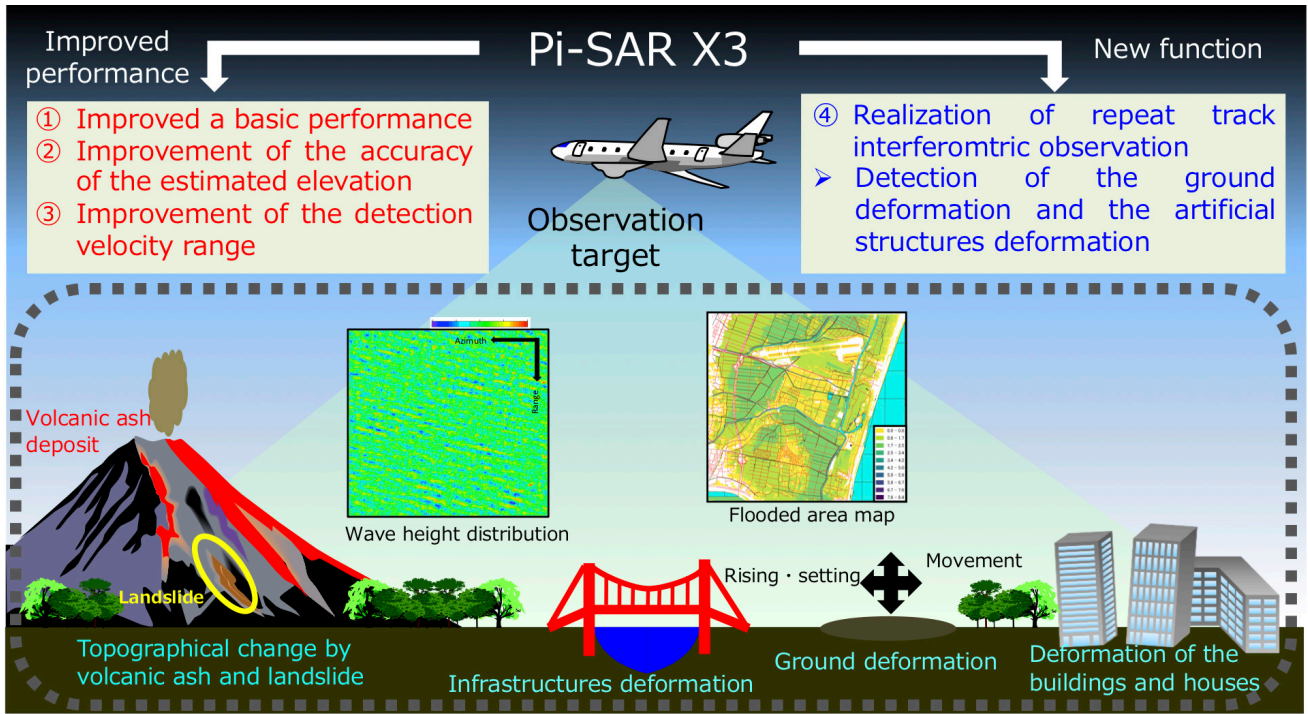 Improved
performance
Pi-SAR X3
New function
① Improved a basic performance
② Improvement of the accuracy
of the estimated elevation
③ Improvement of the detection
velocity range
④ Realization of repeat track
interferomtric observation
➢ Detection of the ground
deformation and the artificial
structures deformation
Observation
target
Azimuth
Range
Wave height distribution
Flooded area map
Volcanic ash
deposit
Landslide
Rising・setting
Movement
Topographical change by
volcanic ash and landslide
Infrastructures deformation
Ground deformation
Deformation of the
buildings and houses